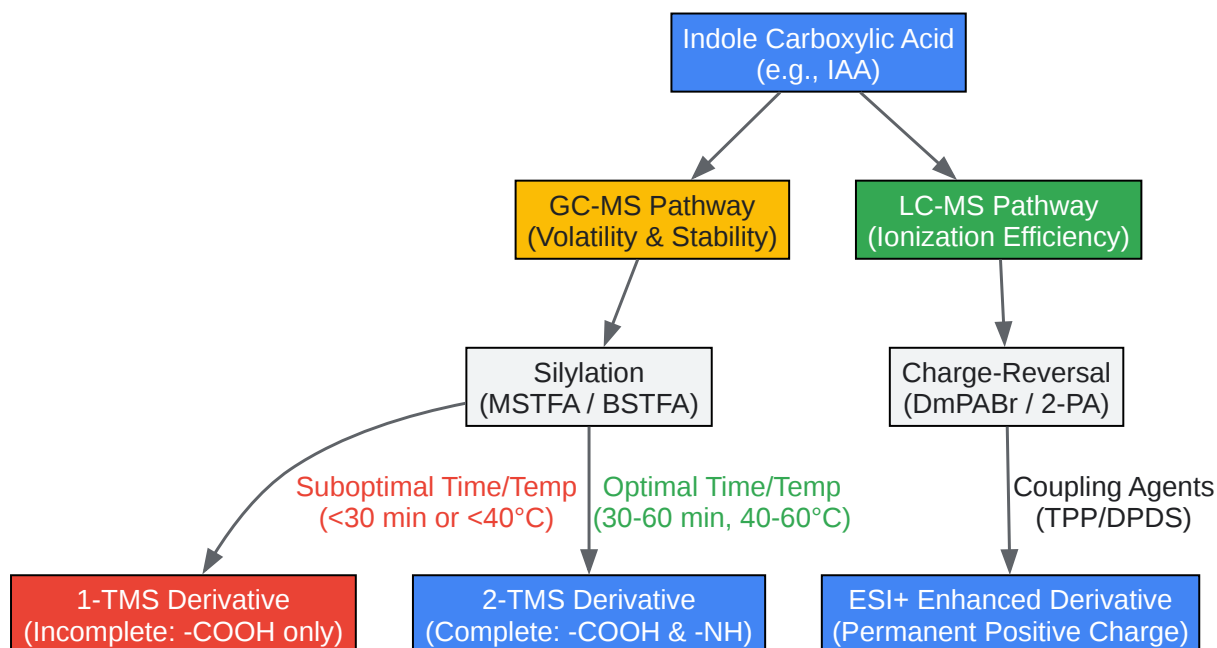 Indole Carboxylic Acid
(e.g., IAA)
GC-MS Pathway
(Volatility & Stability)
LC-MS Pathway
(Ionization Efficiency)
Silylation
(MSTFA / BSTFA)
Charge-Reversal
(DmPABr / 2-PA)
Suboptimal Time/Temp
(<30 min or <40°C)
Optimal Time/Temp
(30-60 min, 40-60°C)
Coupling Agents
(TPP/DPDS)
1-TMS Derivative
(Incomplete: -COOH only)
2-TMS Derivative
(Complete: -COOH & -NH)
ESI+ Enhanced Derivative
(Permanent Positive Charge)